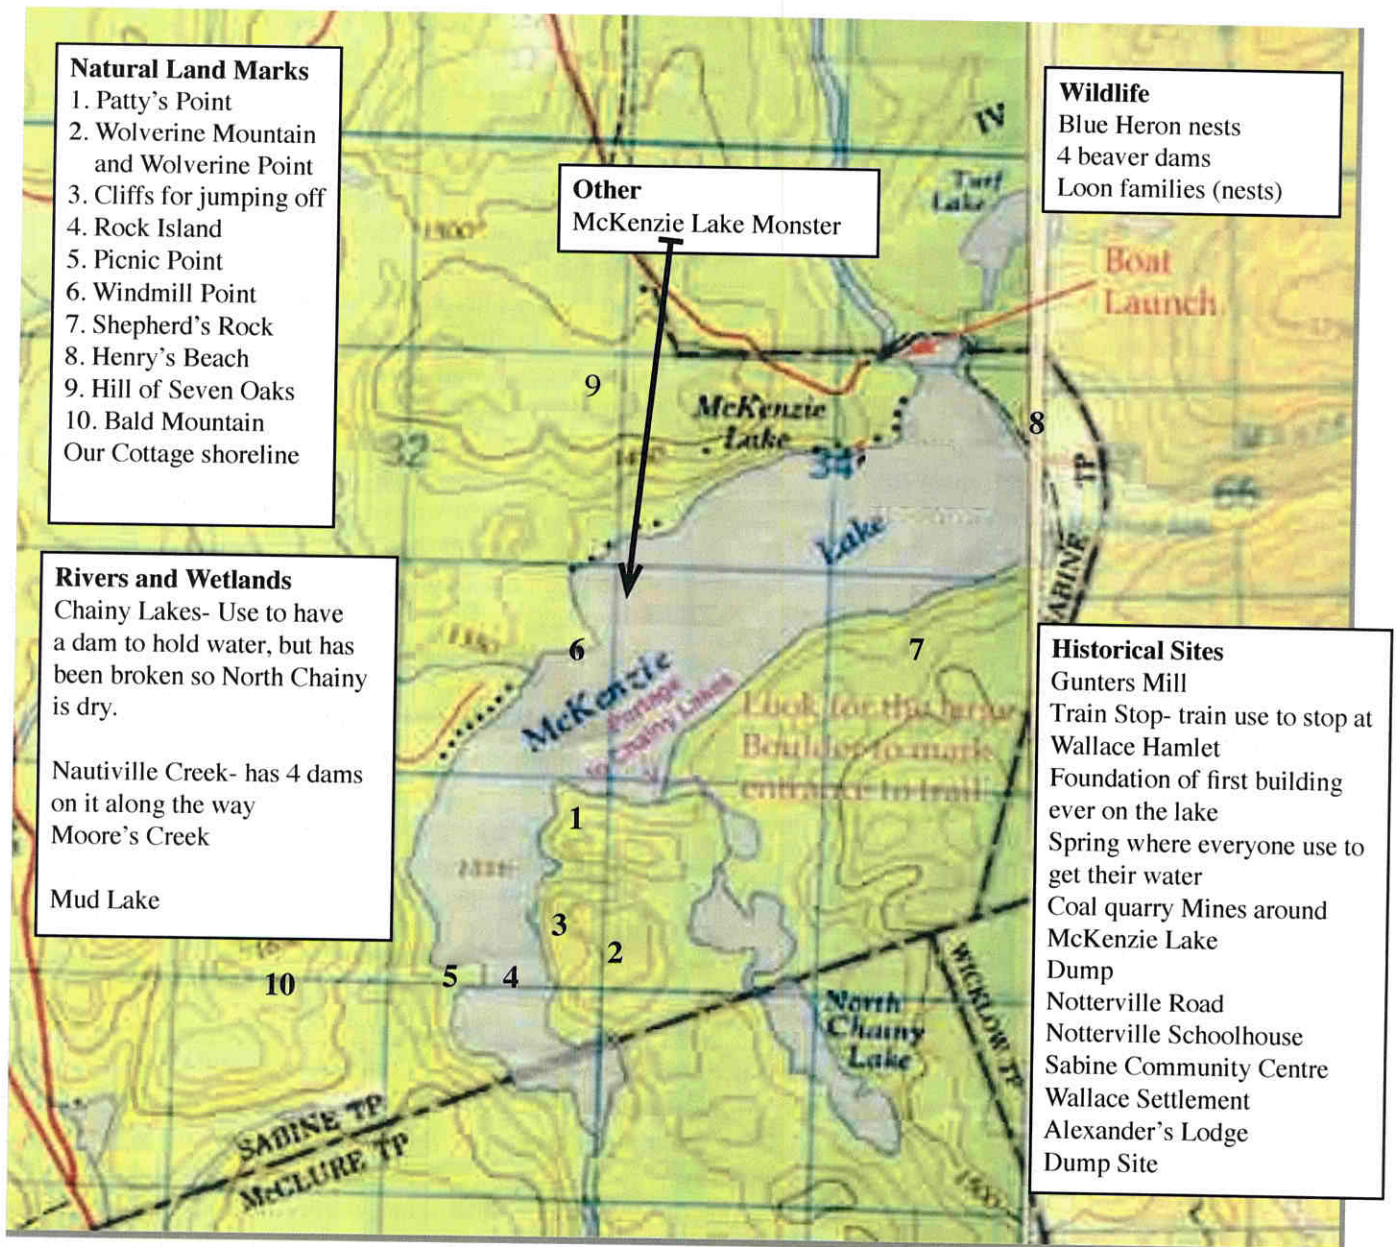 Natural Land Marks
1. Patty's Point
2. Wolverine Mountain
and Wolverine Point
3. Cliffs for jumping off
4. Rock Island
5. Picnic Point
6. Windmill Point
7. Shepherd's Rock
8. Henry's Beach
9. Hill of Seven Oaks
10. Bald Mountain
Our Cottage shoreline
Rivers and Wetlands
Chainy Lakes- Use to have
a dam to hold water, but has
been broken so North Chainy
is dry.
Nautiville Creek- has 4 dams
on it along the way
Moore's Creek
Mud Lake
Other
McKenzie Lake Monster
Wildlife
Blue Heron nests
4 beaver dams
Loon families (nests)
Historical Sites
Gunters Mill
Train Stop- train use to stop at
Wallace Hamlet
Foundation of first building
ever on the lake
Spring where everyone use to
get their water
Coal quarry Mines around
McKenzie Lake
Dump
Notterville Road
Notterville Schoolhouse
Sabine Community Centre
Wallace Settlement
Alexander's Lodge
Dump Site
IV
Turf
Lake
Boat
Launch
1500
9
McKenzie
Lake
8
32
34
66
TP
SABINE
Lake
6
McKenzie
Portage
to Chainy Lakes
7
Look for the large
Boulder to mark
entrance to trail
1
3
2
5
4
10
North
Chainy
Lake
WICKLOW TP
SABINE TP
McCLURE TP
1500